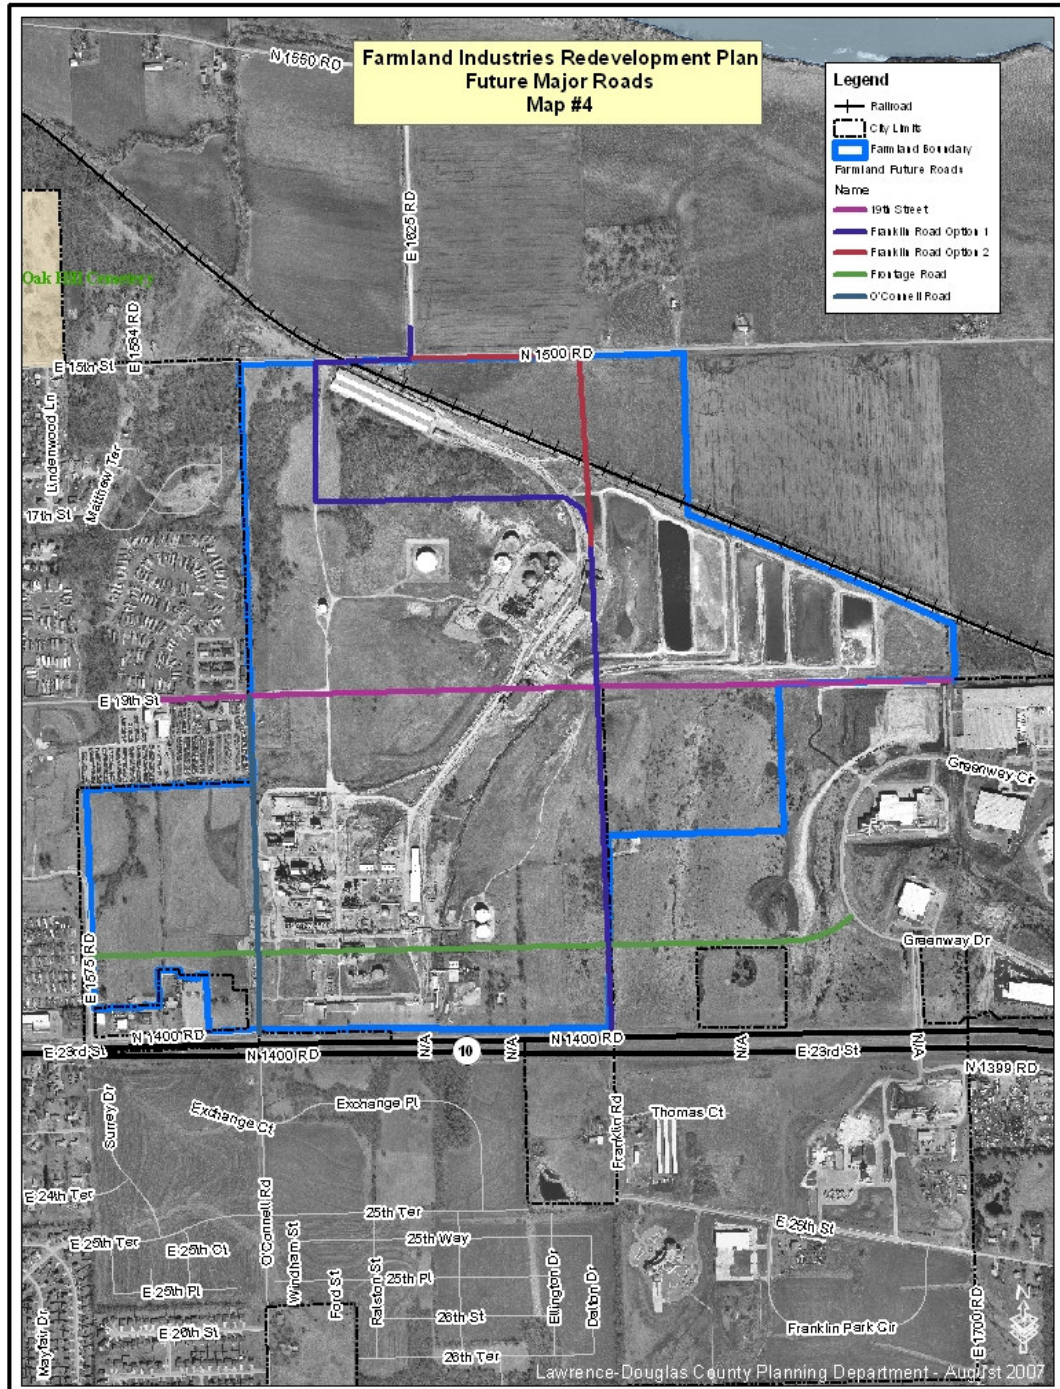 Farmland Industries Redevelopment Plan
Future Major Roads
Map #4
Legend
Railroad
City Limits
Farmland Boundary
Farmland Future Roads
Name
19th Street
Franklin Road Option 1
Franklin Road Option 2
Frontage Road
O'Connell Road
N 1550 RD
E 1625 RD
Oak Hill Cemetery
E 1584 RD
E 15th St
N 1500 RD
Lindenwood Ln
Matthew Ter
17th St
E 19th St
Greenway Cir
Greenway Dr
E 1575 RD
N 1400 RD
N 1400 RD
N/A
N/A
N 1400 RD
N/A
N/A
E 23rd St
10
E 23rd St
N 1399 RD
Surrey Dr
Exchange Ct
Exchange Pl
Franklin Rd
Thomas Ct
E 24th Ter
O'Connell Rd
25th Ter
E 25th St
E 25th Ter
E 25th Ct
Wyndham St
25th Way
E 25th Pl
Ford St
Ralston St
25th Pl
Ellington Dr
Dalton Dr
26th St
E 26th St
Franklin Park Cir
E 1700 RD
N
Mayfair Dr
26th Ter
Lawrence-Douglas County Planning Department - August 2007